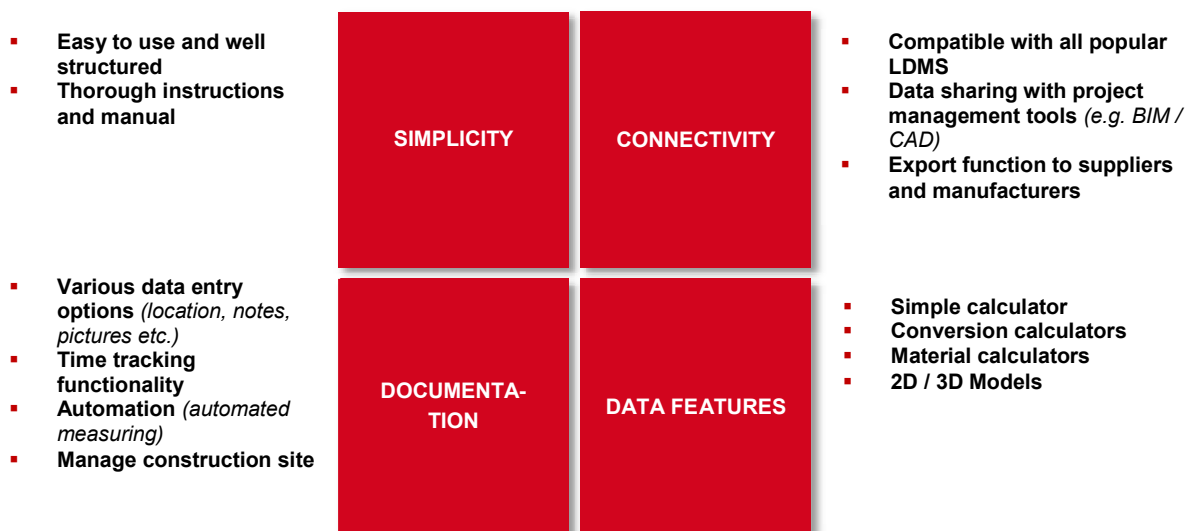 ▪ Easy to use and well
structured
▪ Thorough instructions
and manual
SIMPLICITY
CONNECTIVITY
▪ Compatible with all popular
LDMS
▪ Data sharing with project
management tools (e.g. BIM /
CAD)
▪ Export function to suppliers
and manufacturers
▪ Various data entry
options (location, notes,
pictures etc.)
▪ Time tracking
functionality
▪ Automation (automated
measuring)
▪ Manage construction site
DOCUMENTA-
TION
DATA FEATURES
▪ Simple calculator
▪ Conversion calculators
▪ Material calculators
▪ 2D / 3D Models